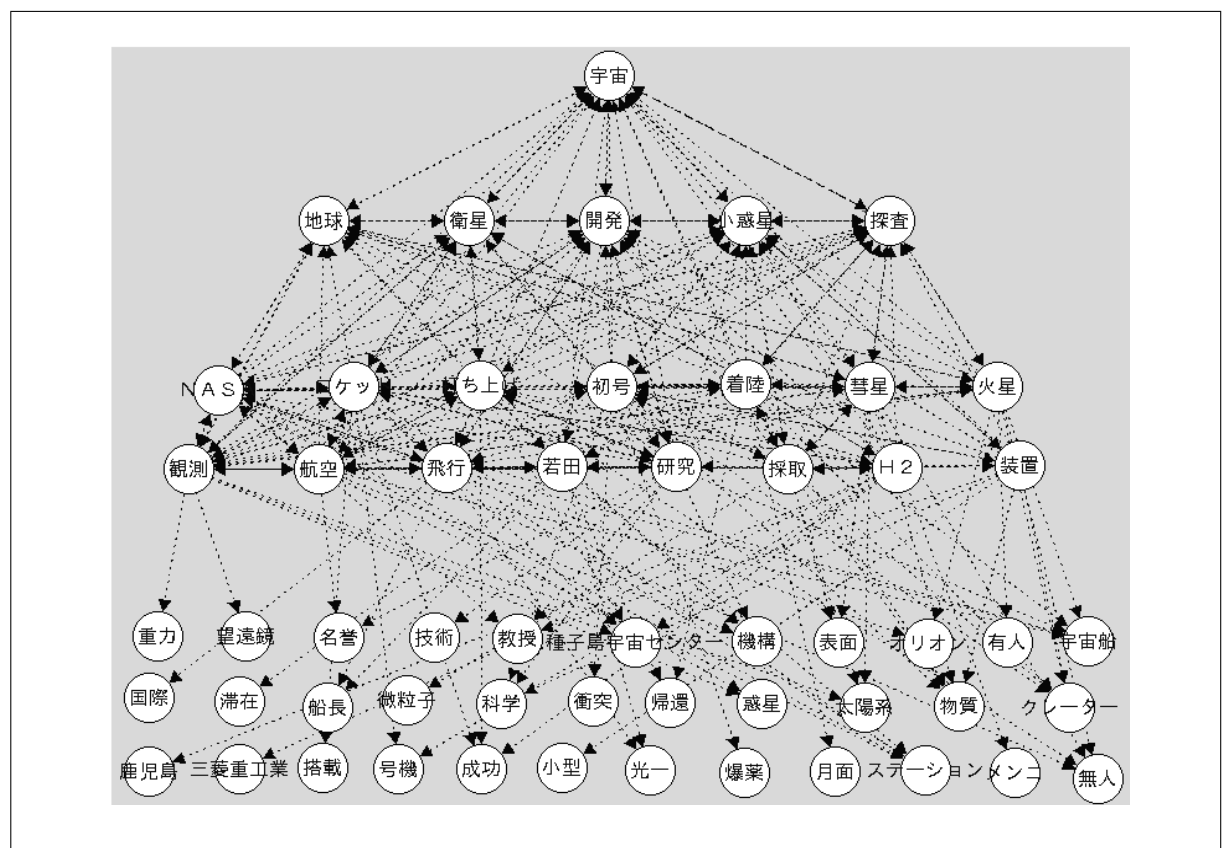 宇宙
地球 衛星 開発 小惑星 探査
NAS ケッ ち上げ 初号 着陸 彗星 火星
観測 航空 飛行 若田 研究 採取 H2 装置
重力 望遠鏡 名誉 技術 教授 種子島宇宙センター 機構 表面 オリオン 有人 宇宙船
国際 滞在 船長 微粒子 科学 衝突 帰還 惑星 太陽系 物質 クレーター
鹿児島 三菱重工業 搭載 号機 成功 小型 光一 爆薬 月面 ステーション メンニ 無人